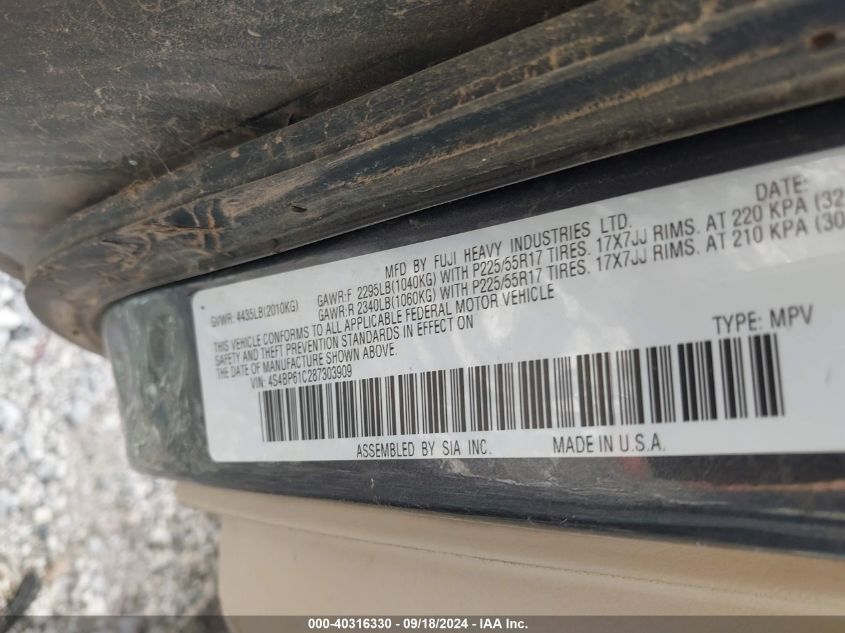 MFD BY FUJI HEAVY INDUSTRIES LTD.
DATE:
GVWR: 4435LB(2010KG)
GAWR:F 2295LB(1040KG) WITH P225/55R17 TIRES. 17X7JJ RIMS. AT 220 KPA (32
GAWR:R 2340LB(1060KG) WITH P225/55R17 TIRES. 17X7JJ RIMS. AT 210 KPA (30
THIS VEHICLE CONFORMS TO ALL APPLICABLE FEDERAL MOTOR VEHICLE
SAFETY AND THEFT PREVENTION STANDARDS IN EFFECT ON
THE DATE OF MANUFACTURE SHOWN ABOVE.
VIN: 4S4BP61C287303909
TYPE: MPV
ASSEMBLED BY SIA INC.
MADE IN U.S.A.
000-40316330 - 09/18/2024 - IAA Inc.